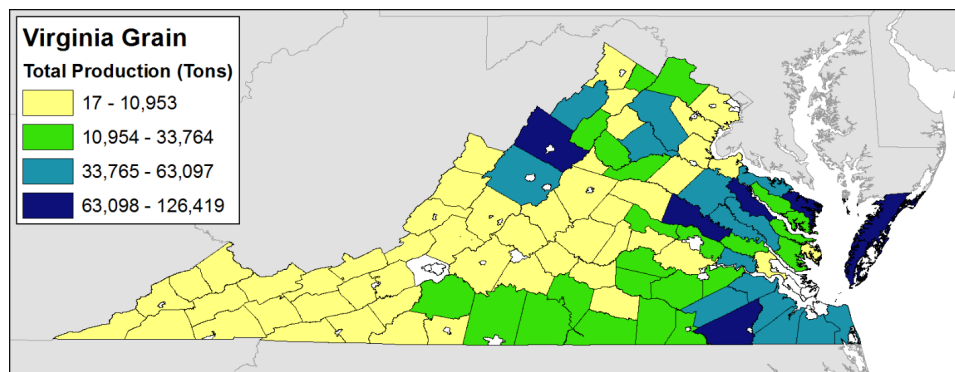 Virginia Grain
Total Production (Tons)
17 - 10,953
10,954 - 33,764
33,765 - 63,097
63,098 - 126,419